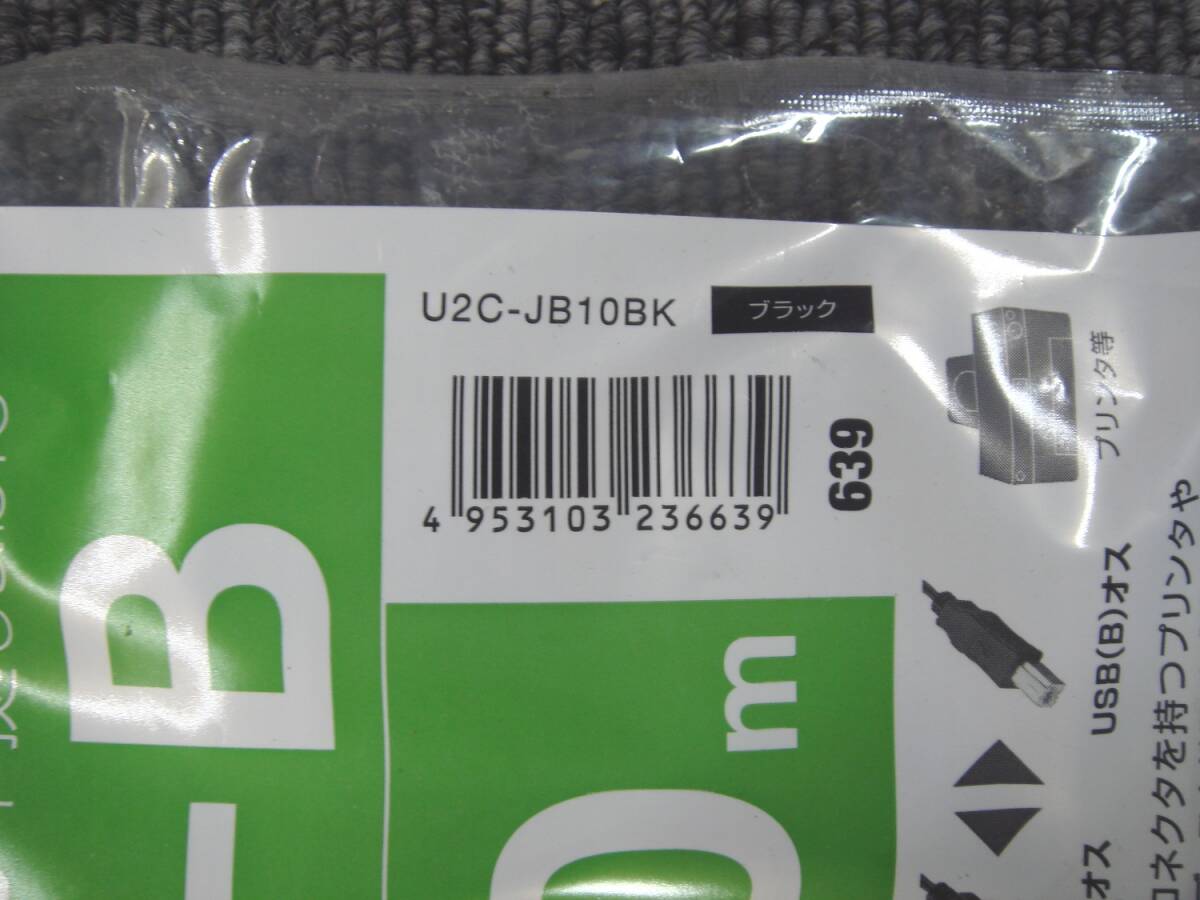 U2C-JB10BK
ブラック
4 953103 236639
639
プリンタ等
USB(B)オス
コネクタを持つプリンタや
オス
-B
0m